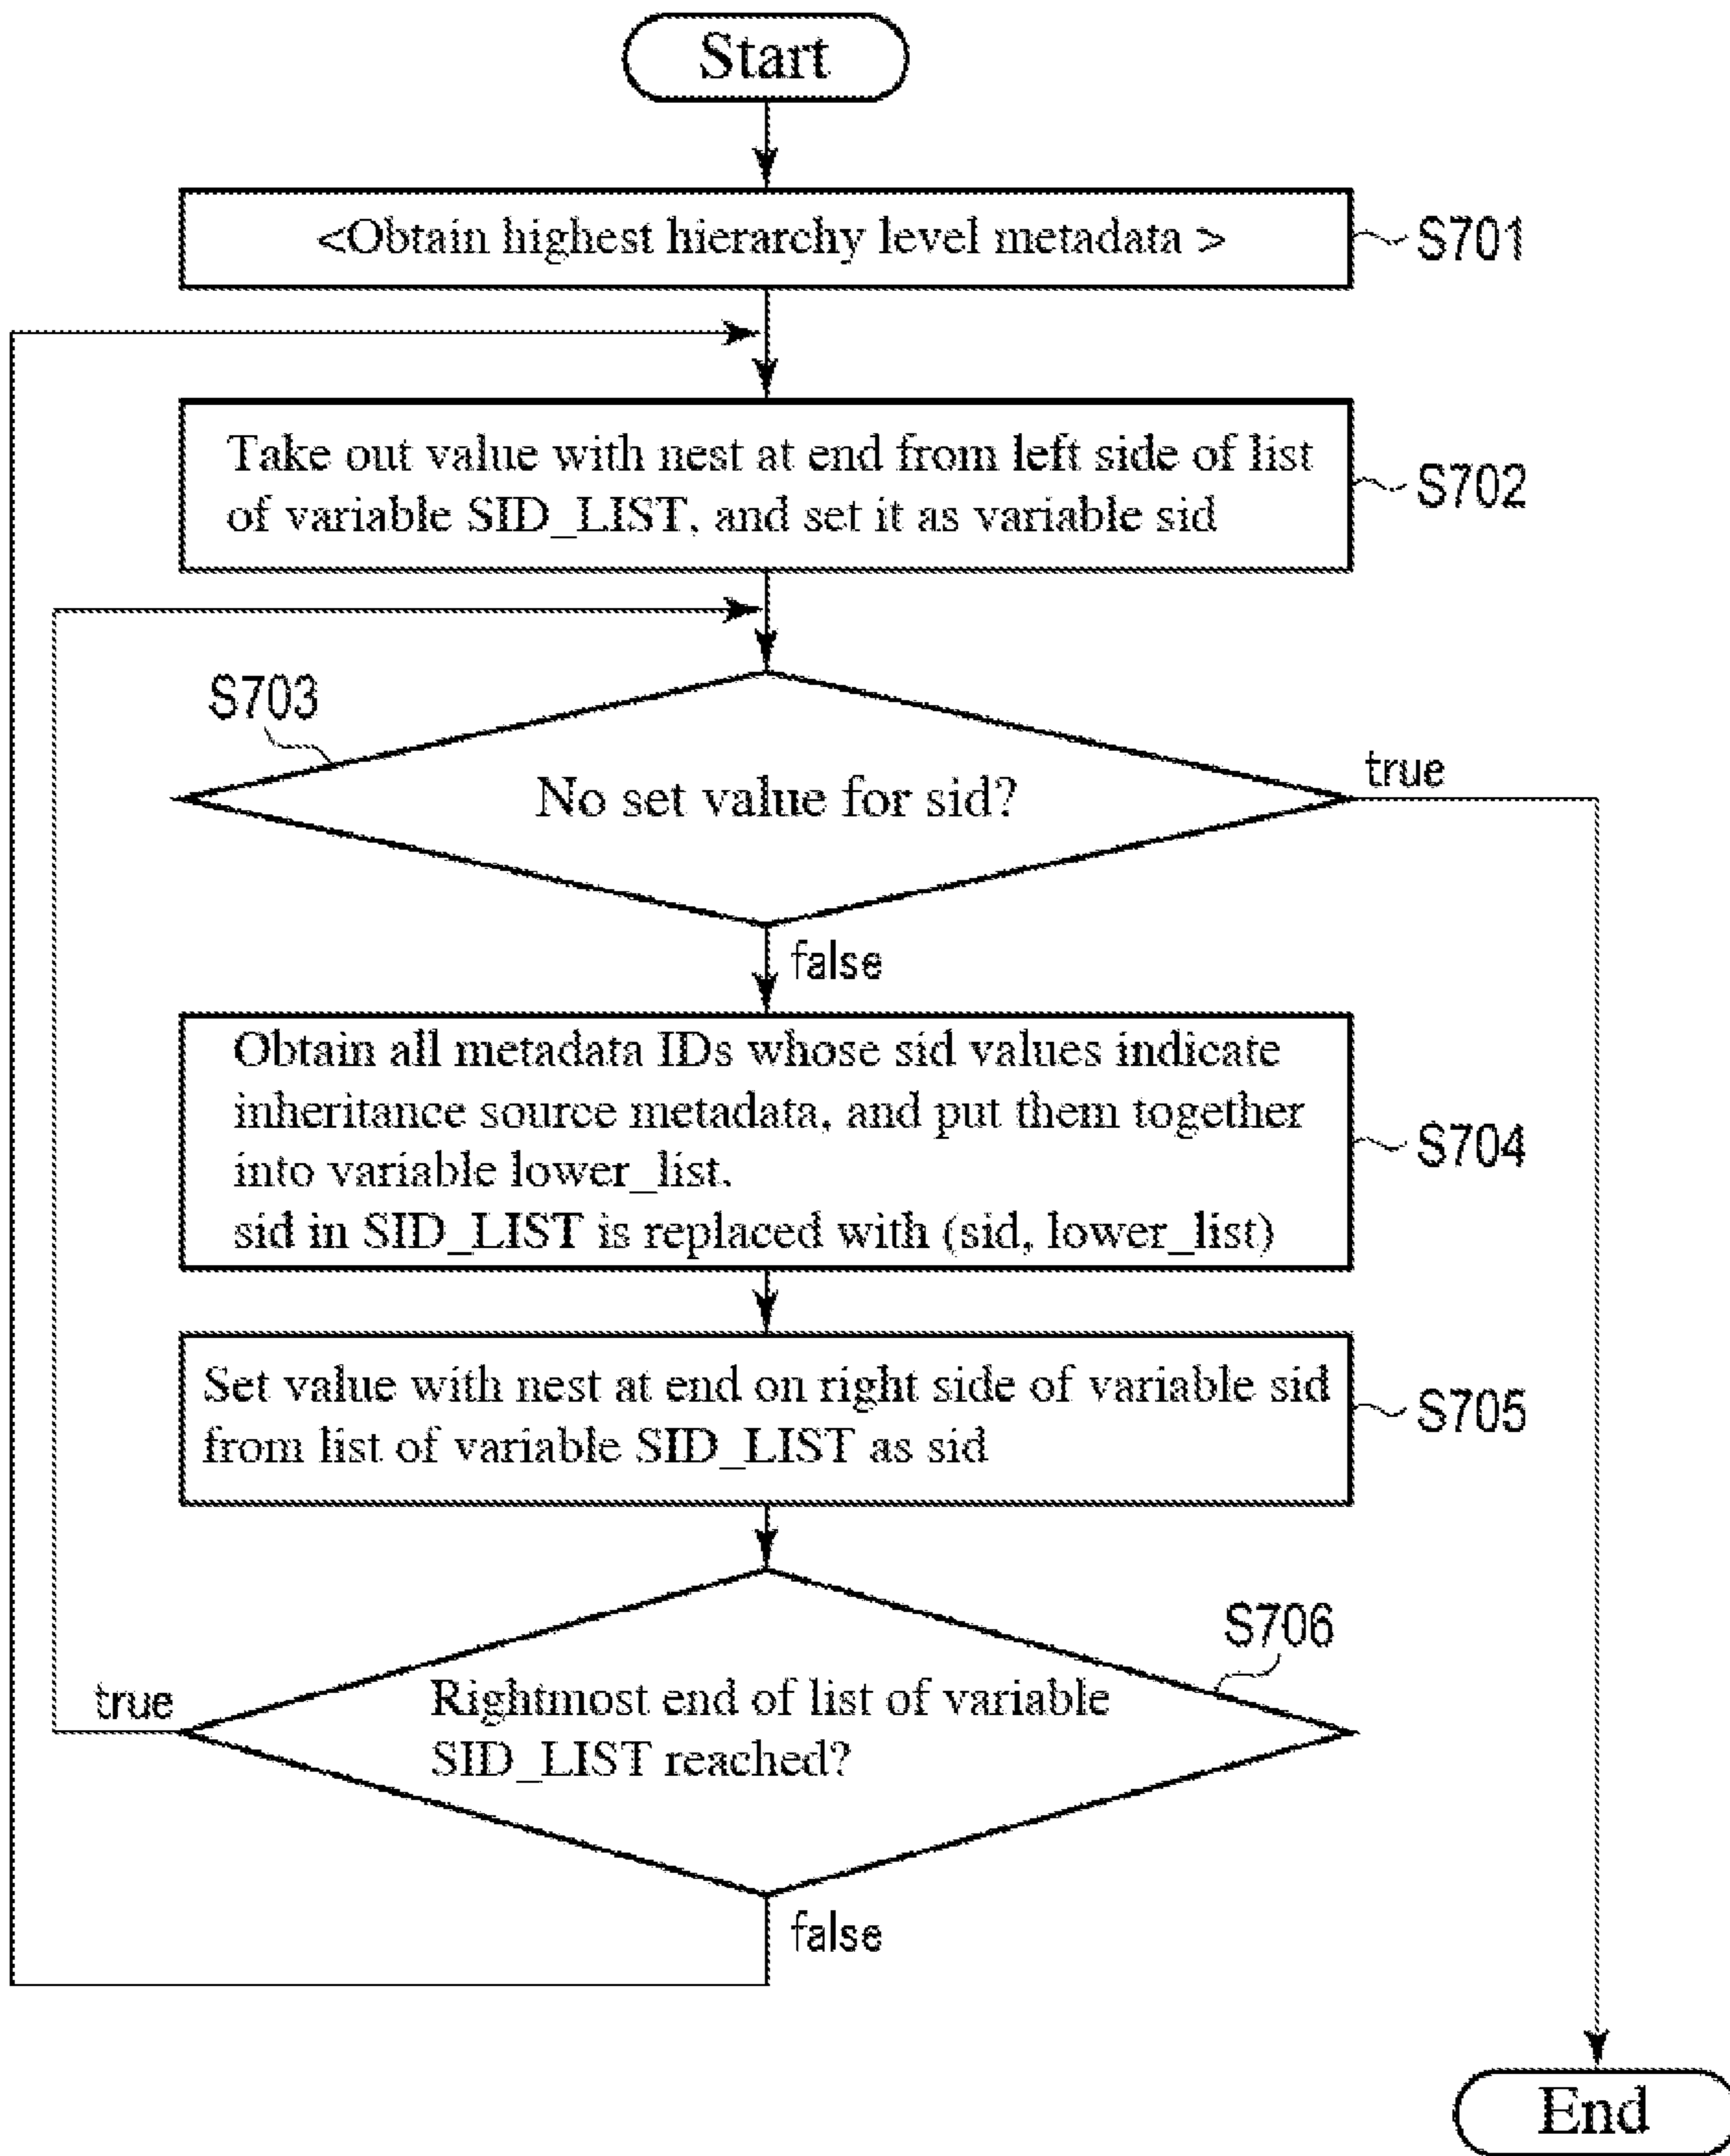 Start
<Obtain highest hierarchy level metadata >
S701
Take out value with nest at end from left side of list
of variable SID_LIST, and set it as variable sid
S702
S703
No set value for sid?
true
false
Obtain all metadata IDs whose sid values indicate
inheritance source metadata, and put them together
into variable lower_list.
sid in SID_LIST is replaced with (sid, lower_list)
S704
Set value with nest at end on right side of variable sid
from list of variable SID_LIST as sid
S705
S706
Rightmost end of list of variable
SID_LIST reached?
true
false
End